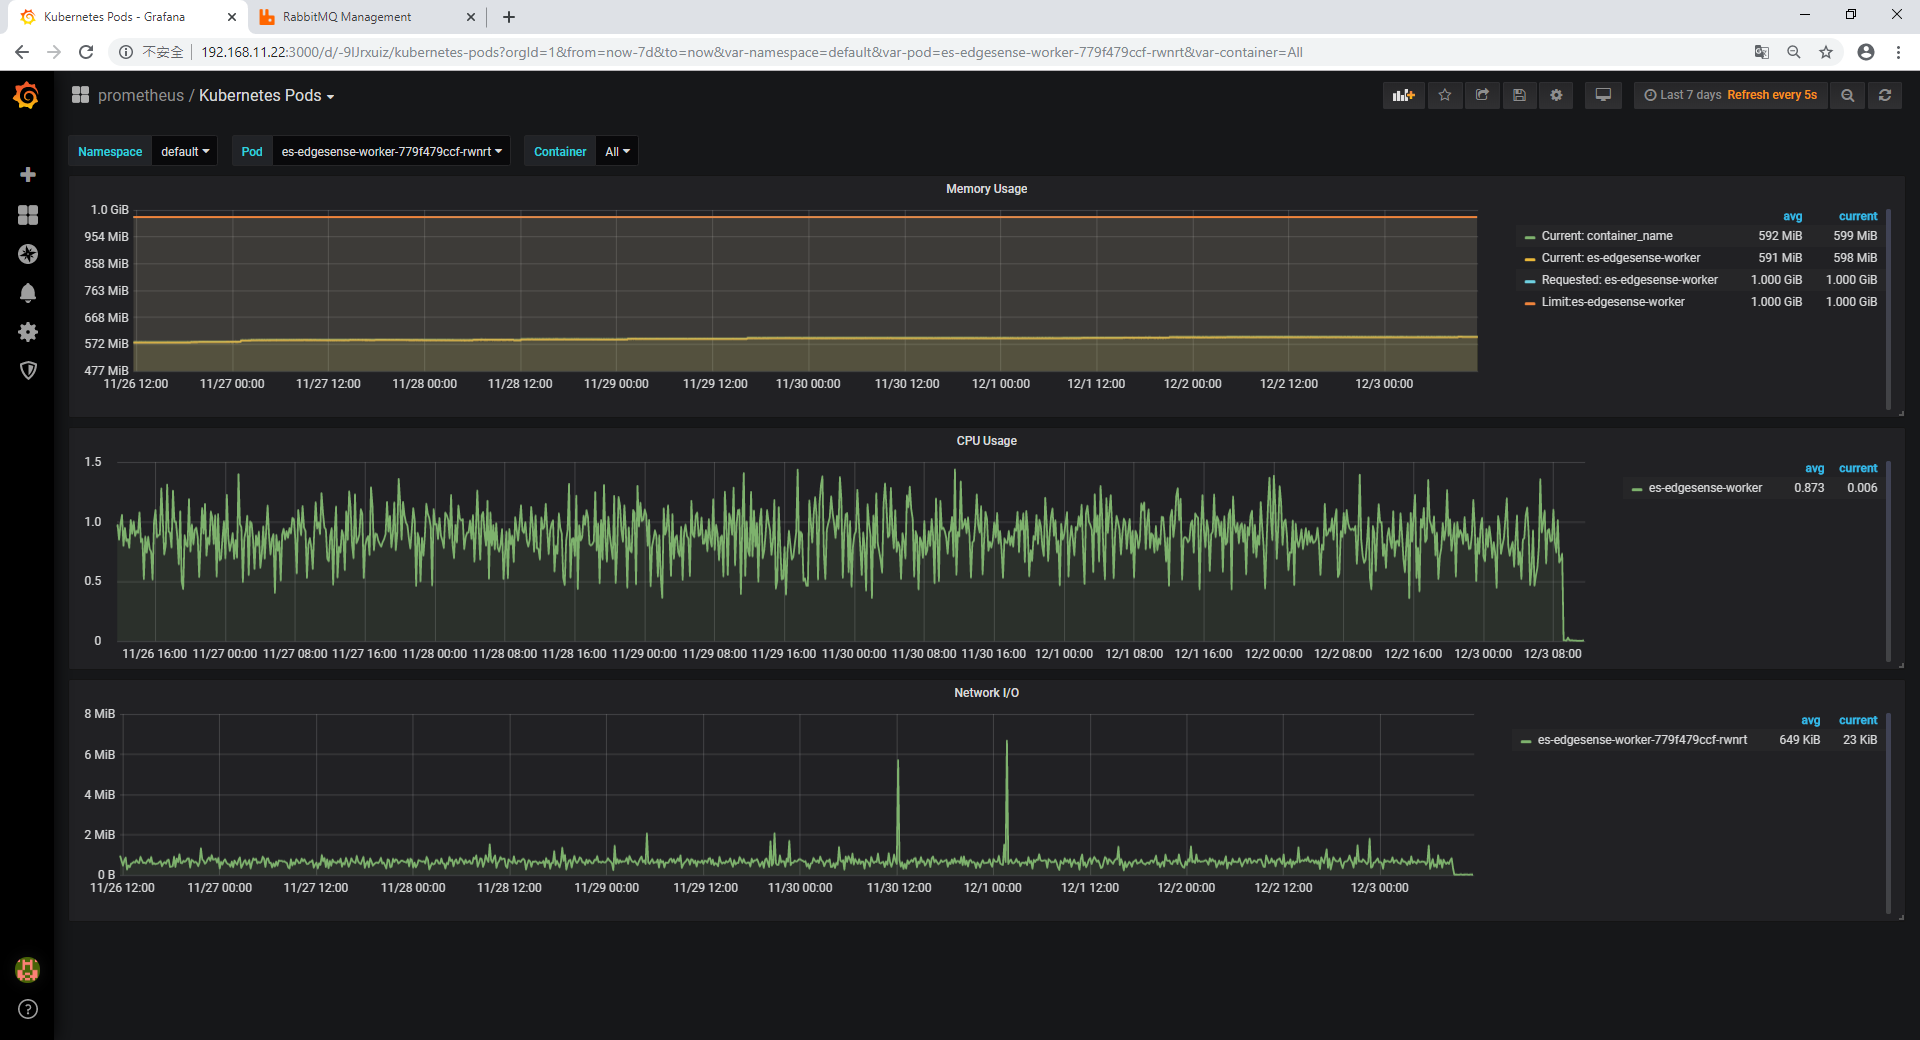 Kubernetes Pods - Grafana
RabbitMQ Management
不安全 192.168.11.22:3000/d/-9IJrxuiz/kubernetes-pods?orgId=1&from=now-7d&to=now&var-namespace=default&var-pod=es-edgesense-worker-779f479ccf-rwnrt&var-container=All
prometheus / Kubernetes Pods
Last 7 days Refresh every 5s
Namespace default Pod es-edgesense-worker-779f479ccf-rwnrt Container All
Memory Usage
1.0 GiB
954 MiB
858 MiB
763 MiB
668 MiB
572 MiB
477 MiB
11/26 12:00 11/27 00:00 11/27 12:00 11/28 00:00 11/28 12:00 11/29 00:00 11/29 12:00 11/30 00:00 11/30 12:00 12/1 00:00 12/1 12:00 12/2 00:00 12/2 12:00 12/3 00:00
avg current
Current: container_name 592 MiB 599 MiB
Current: es-edgesense-worker 591 MiB 598 MiB
Requested: es-edgesense-worker 1.000 GiB 1.000 GiB
Limit:es-edgesense-worker 1.000 GiB 1.000 GiB
CPU Usage
1.5
1.0
0.5
0
11/26 16:00 11/27 00:00 11/27 08:00 11/27 16:00 11/28 00:00 11/28 08:00 11/28 16:00 11/29 00:00 11/29 08:00 11/29 16:00 11/30 00:00 11/30 08:00 11/30 16:00 12/1 00:00 12/1 08:00 12/1 16:00 12/2 00:00 12/2 08:00 12/2 16:00 12/3 00:00 12/3 08:00
avg current
es-edgesense-worker 0.873 0.006
Network I/O
8 MiB
6 MiB
4 MiB
2 MiB
0 B
11/26 12:00 11/27 00:00 11/27 12:00 11/28 00:00 11/28 12:00 11/29 00:00 11/29 12:00 11/30 00:00 11/30 12:00 12/1 00:00 12/1 12:00 12/2 00:00 12/2 12:00 12/3 00:00
avg current
es-edgesense-worker-779f479ccf-rwnrt 649 KiB 23 KiB